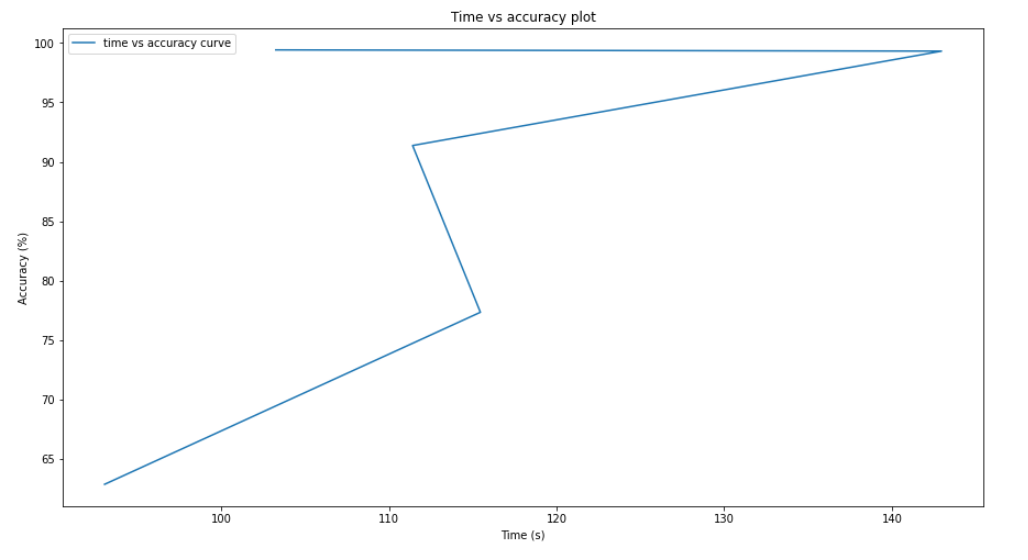 Time vs accuracy plot
time vs accuracy curve
100
95
90
85
80
75
70
65
Accuracy (%)
100 110 120 130 140
Time (s)